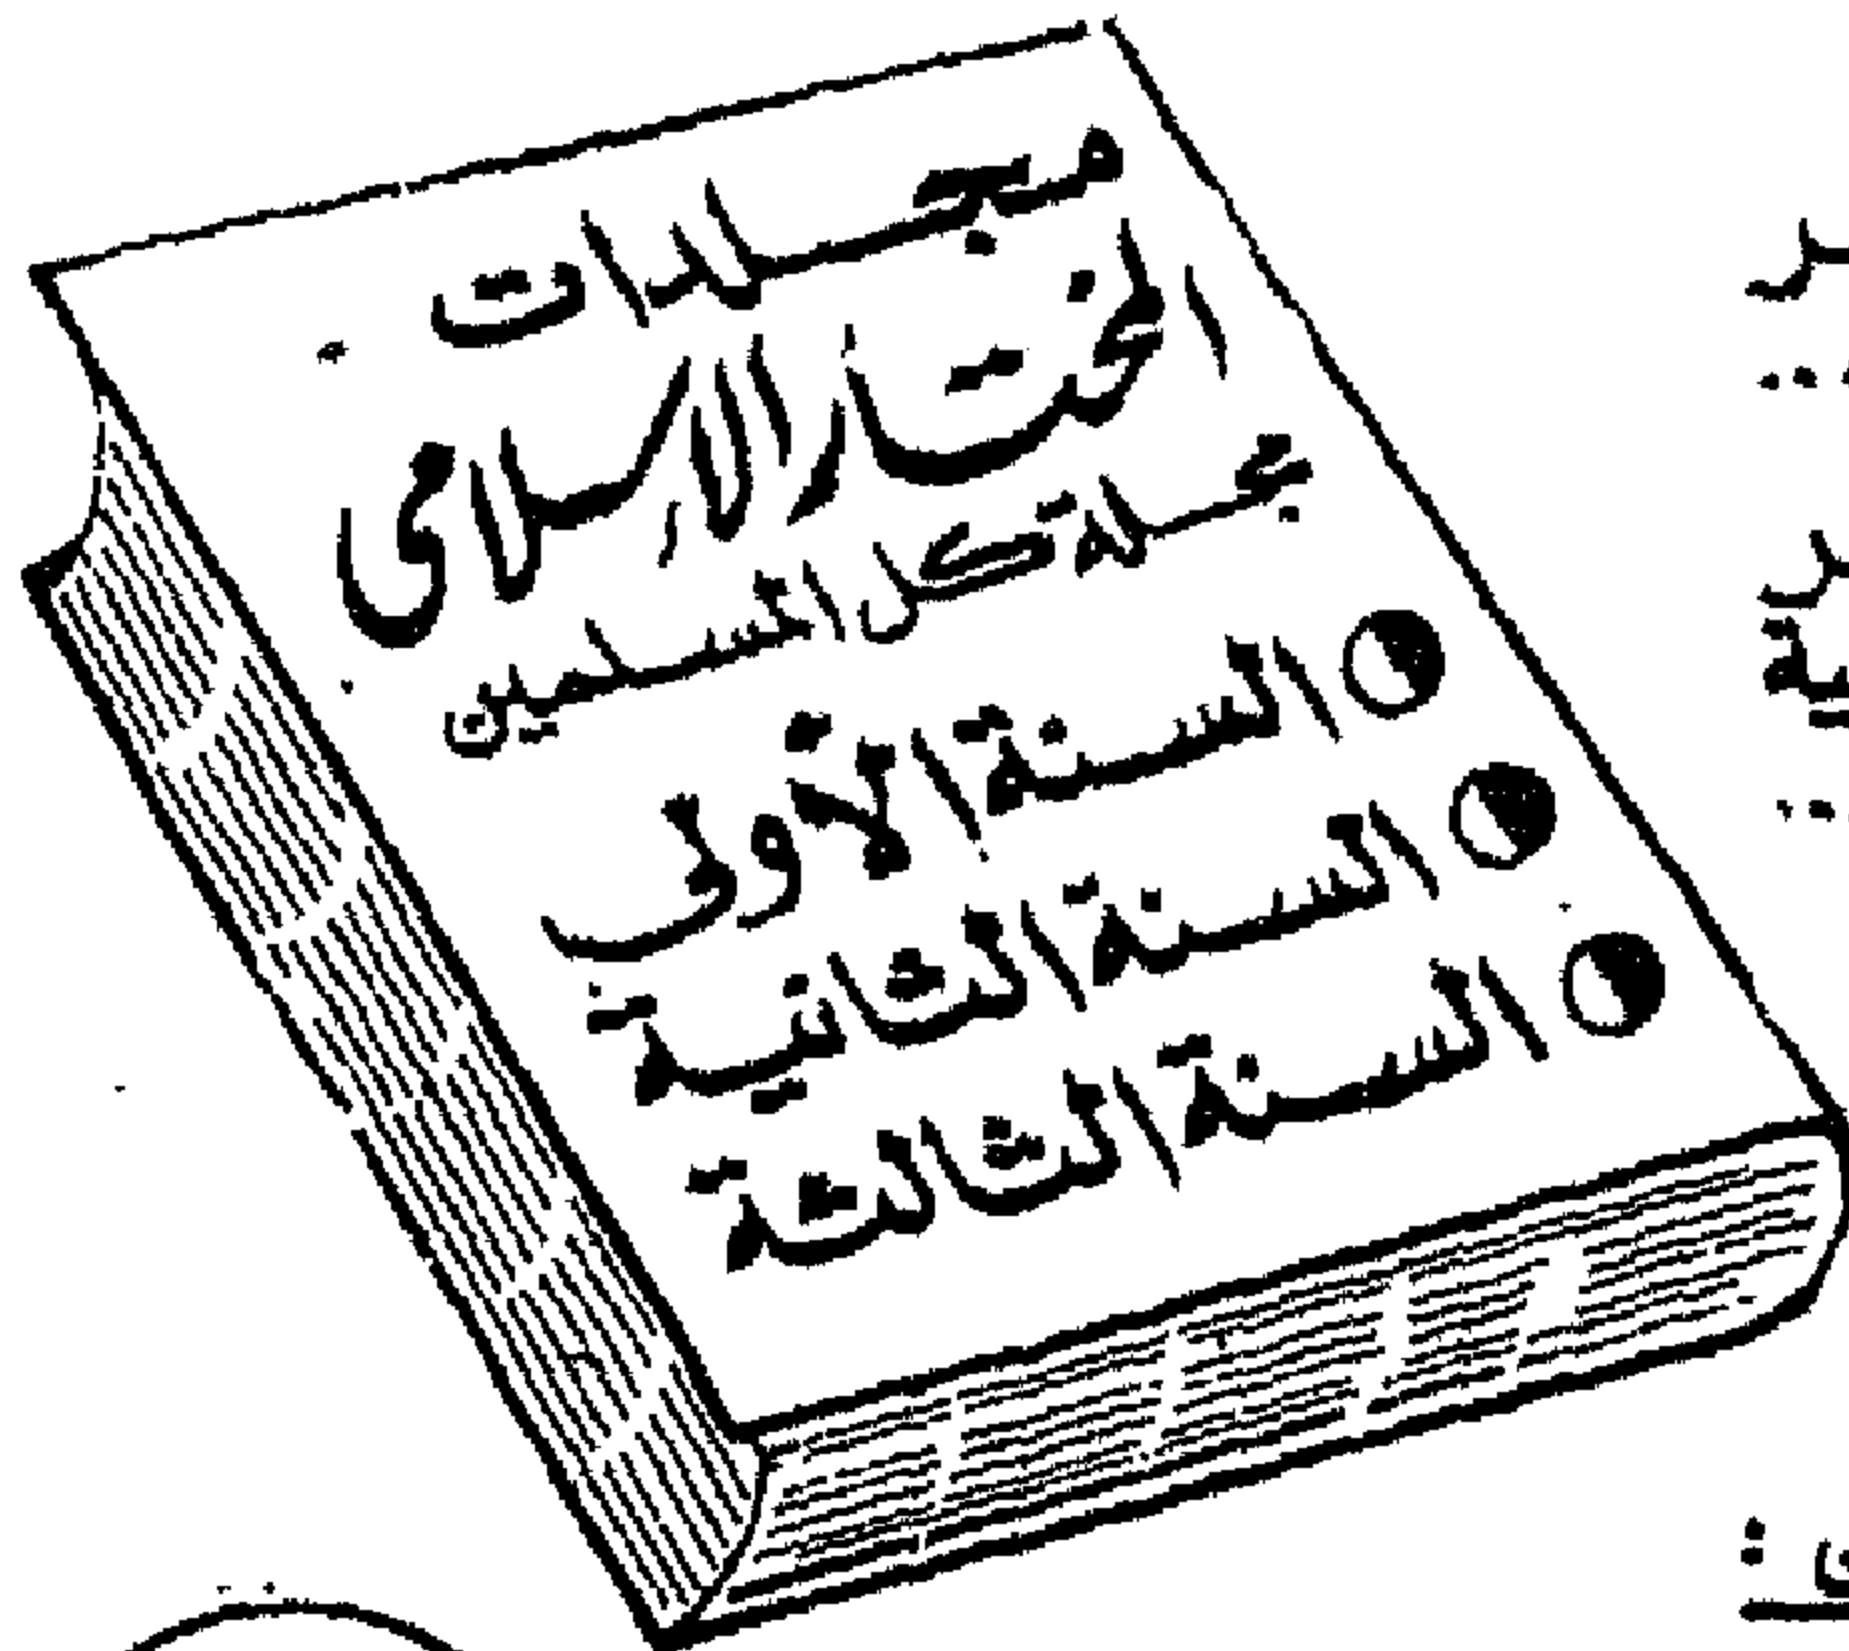 مجلدات
المختار الاسلامى
مجلة كل المسلمين
السنة الأولى
السنة الثانية
السنة الثالثة